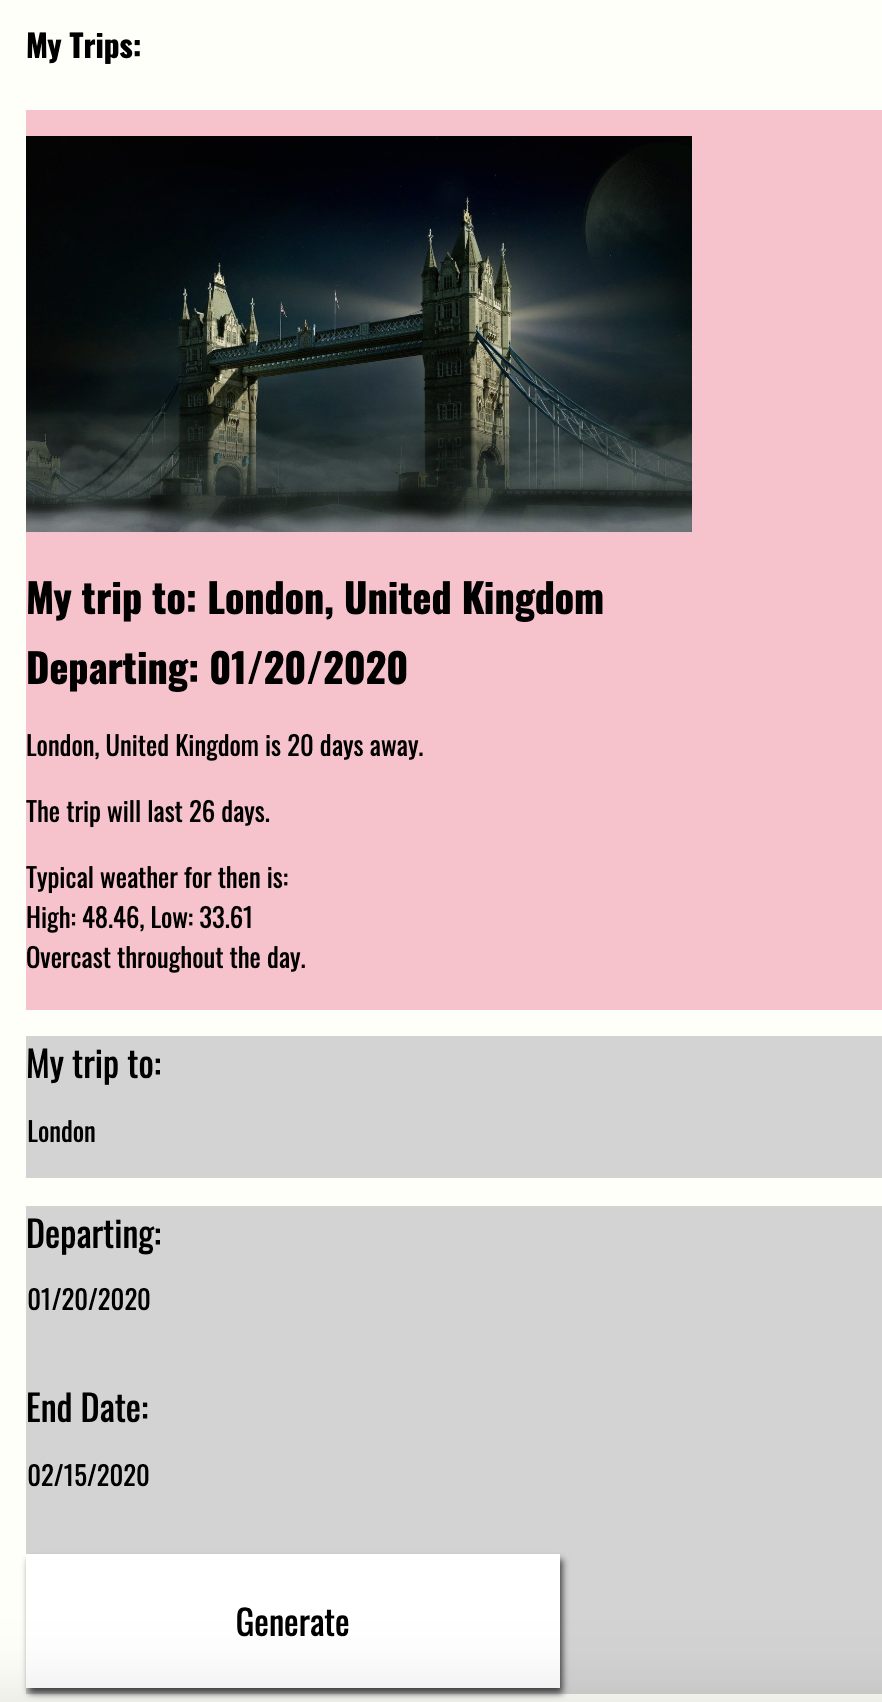 My Trips:
My trip to: London, United Kingdom
Departing: 01/20/2020
London, United Kingdom is 20 days away.
The trip will last 26 days.
Typical weather for then is:
High: 48.46, Low: 33.61
Overcast throughout the day.
My trip to:
London
Departing:
01/20/2020
End Date:
02/15/2020
Generate